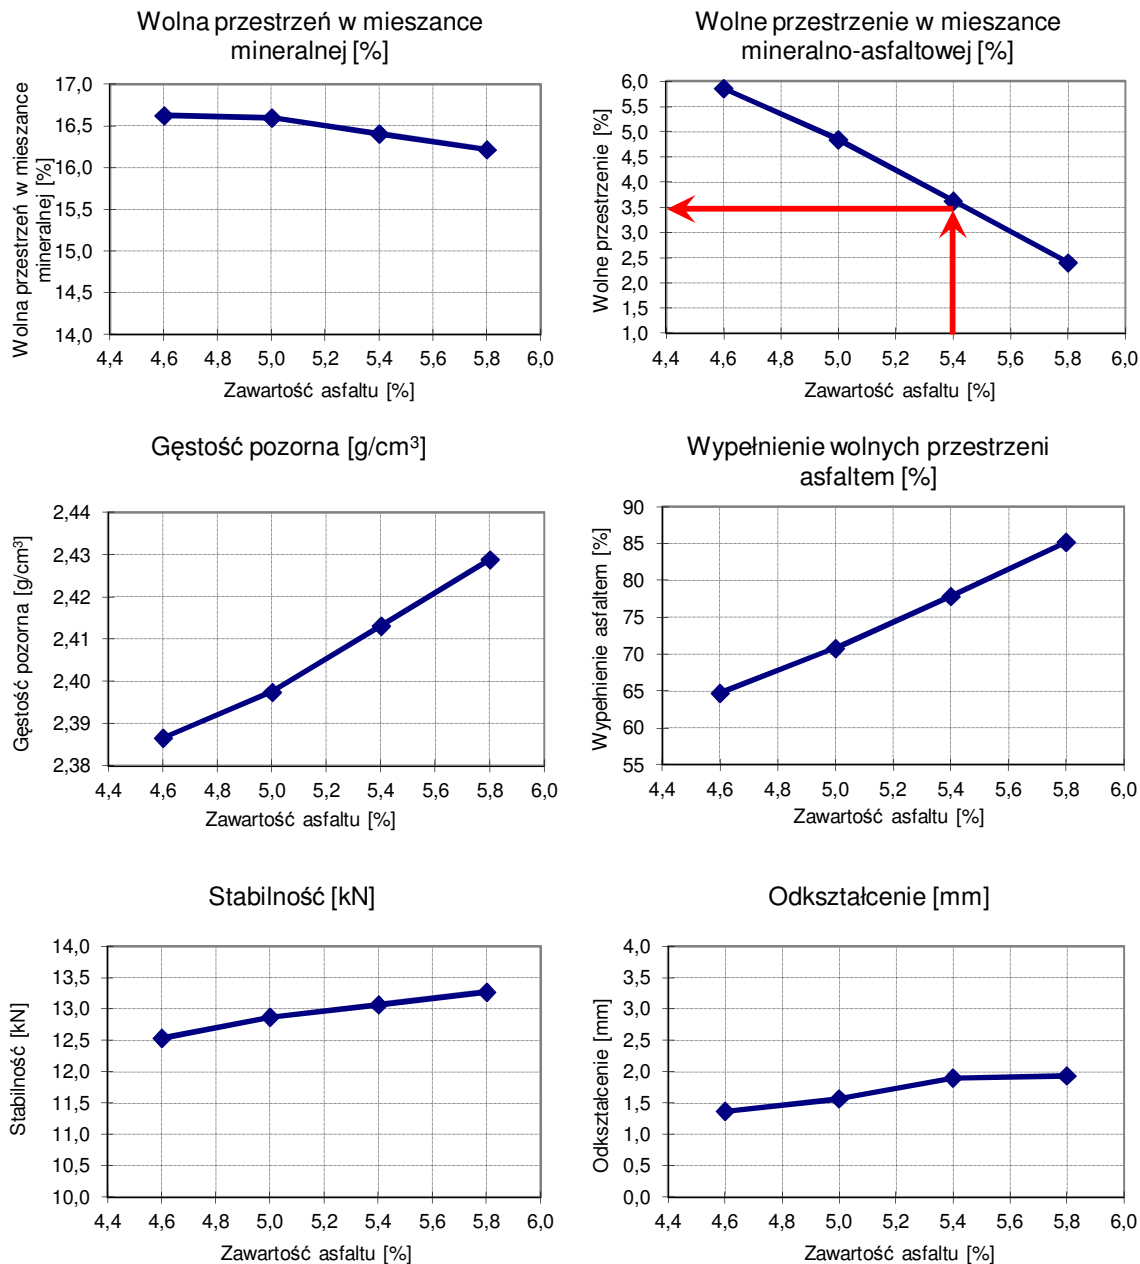 Wolna przestrzeń w mieszance
mineralnej [%]
Wolna przestrzeń w mieszance
mineralnej [%]
17,0
16,5
16,0
15,5
15,0
14,5
14,0
4,4 4,6 4,8 5,0 5,2 5,4 5,6 5,8 6,0
Zawartość asfaltu [%]
Wolne przestrzenie w mieszance
mineralno-asfaltowej [%]
Wolne przestrzenie [%]
6,0
5,5
5,0
4,5
4,0
3,5
3,0
2,5
2,0
1,5
1,0
4,4 4,6 4,8 5,0 5,2 5,4 5,6 5,8 6,0
Zawartość asfaltu [%]
Gęstość pozorna [g/cm³]
Gęstość pozorna [g/cm³]
2,44
2,43
2,42
2,41
2,40
2,39
2,38
4,4 4,6 4,8 5,0 5,2 5,4 5,6 5,8 6,0
Zawartość asfaltu [%]
Wypełnienie wolnych przestrzeni
asfaltem [%]
Wypełnienie asfaltem [%]
90
85
80
75
70
65
60
55
4,4 4,6 4,8 5,0 5,2 5,4 5,6 5,8 6,0
Zawartość asfaltu [%]
Stabilność [kN]
Stabilność [kN]
14,0
13,5
13,0
12,5
12,0
11,5
11,0
10,5
10,0
4,4 4,6 4,8 5,0 5,2 5,4 5,6 5,8 6,0
Zawartość asfaltu [%]
Odkształcenie [mm]
Odkształcenie [mm]
4,0
3,5
3,0
2,5
2,0
1,5
1,0
0,5
0,0
4,4 4,6 4,8 5,0 5,2 5,4 5,6 5,8 6,0
Zawartość asfaltu [%]